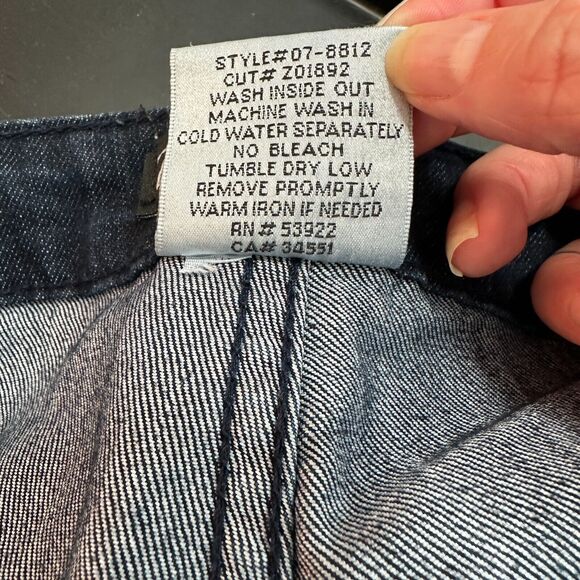 STYLE#07-8812
CUT# Z01892
WASH INSIDE OUT
MACHINE WASH IN
COLD WATER SEPARATELY
NO BLEACH
TUMBLE DRY LOW
REMOVE PROMPTLY
WARM IRON IF NEEDED
RN# 53922
CA# 34551